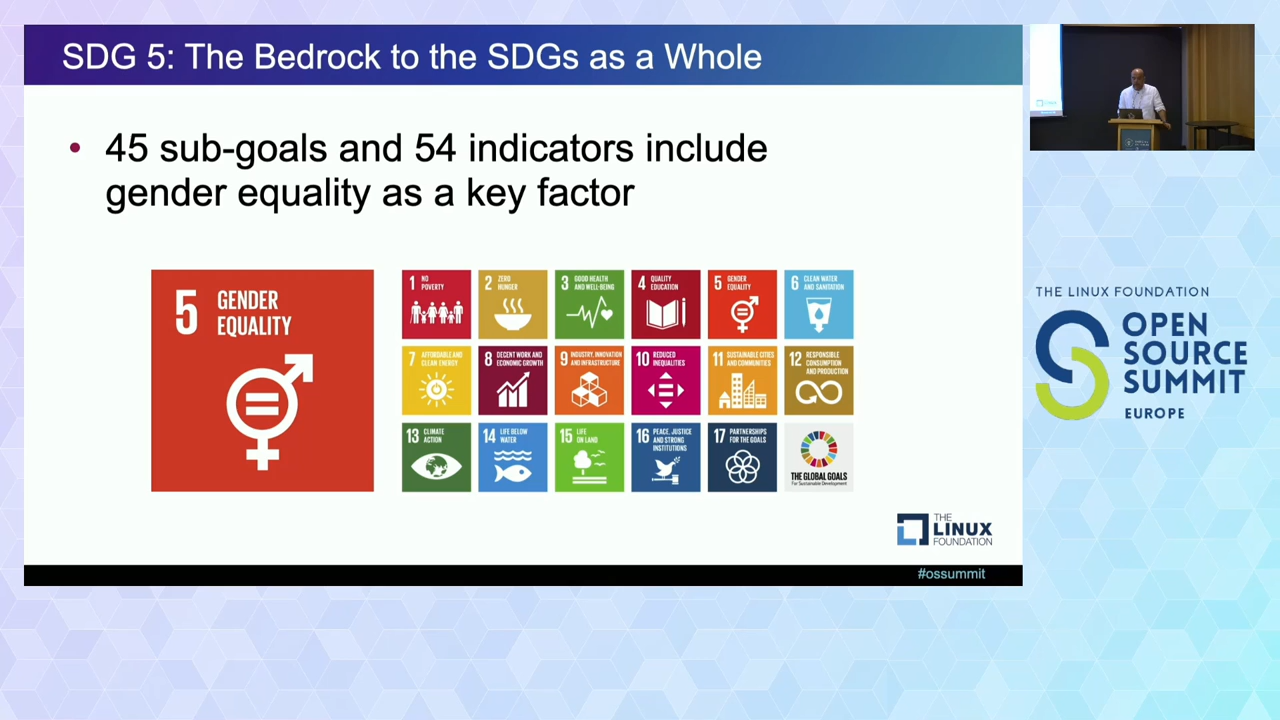 SDG 5: The Bedrock to the SDGs as a Whole
• 45 sub-goals and 54 indicators include
gender equality as a key factor
5 GENDER
EQUALITY
1 NO
POVERTY
2 ZERO
HUNGER
3 GOOD HEALTH
AND WELL-BEING
4 QUALITY
EDUCATION
5 GENDER
EQUALITY
6 CLEAN WATER
AND SANITATION
7 AFFORDABLE AND
CLEAN ENERGY
8 DECENT WORK AND
ECONOMIC GROWTH
9 INDUSTRY, INNOVATION
AND INFRASTRUCTURE
10 REDUCED
INEQUALITIES
11 SUSTAINABLE CITIES
AND COMMUNITIES
12 RESPONSIBLE
CONSUMPTION
AND PRODUCTION
13 CLIMATE
ACTION
14 LIFE BELOW
WATER
15 LIFE
ON LAND
16 PEACE, JUSTICE
AND STRONG
INSTITUTIONS
17 PARTNERSHIPS
FOR THE GOALS
THE GLOBAL GOALS
For Sustainable Development
THE
LINUX
FOUNDATION
#ossummit
THE LINUX FOUNDATION
OPEN
SOURCE
SUMMIT
EUROPE